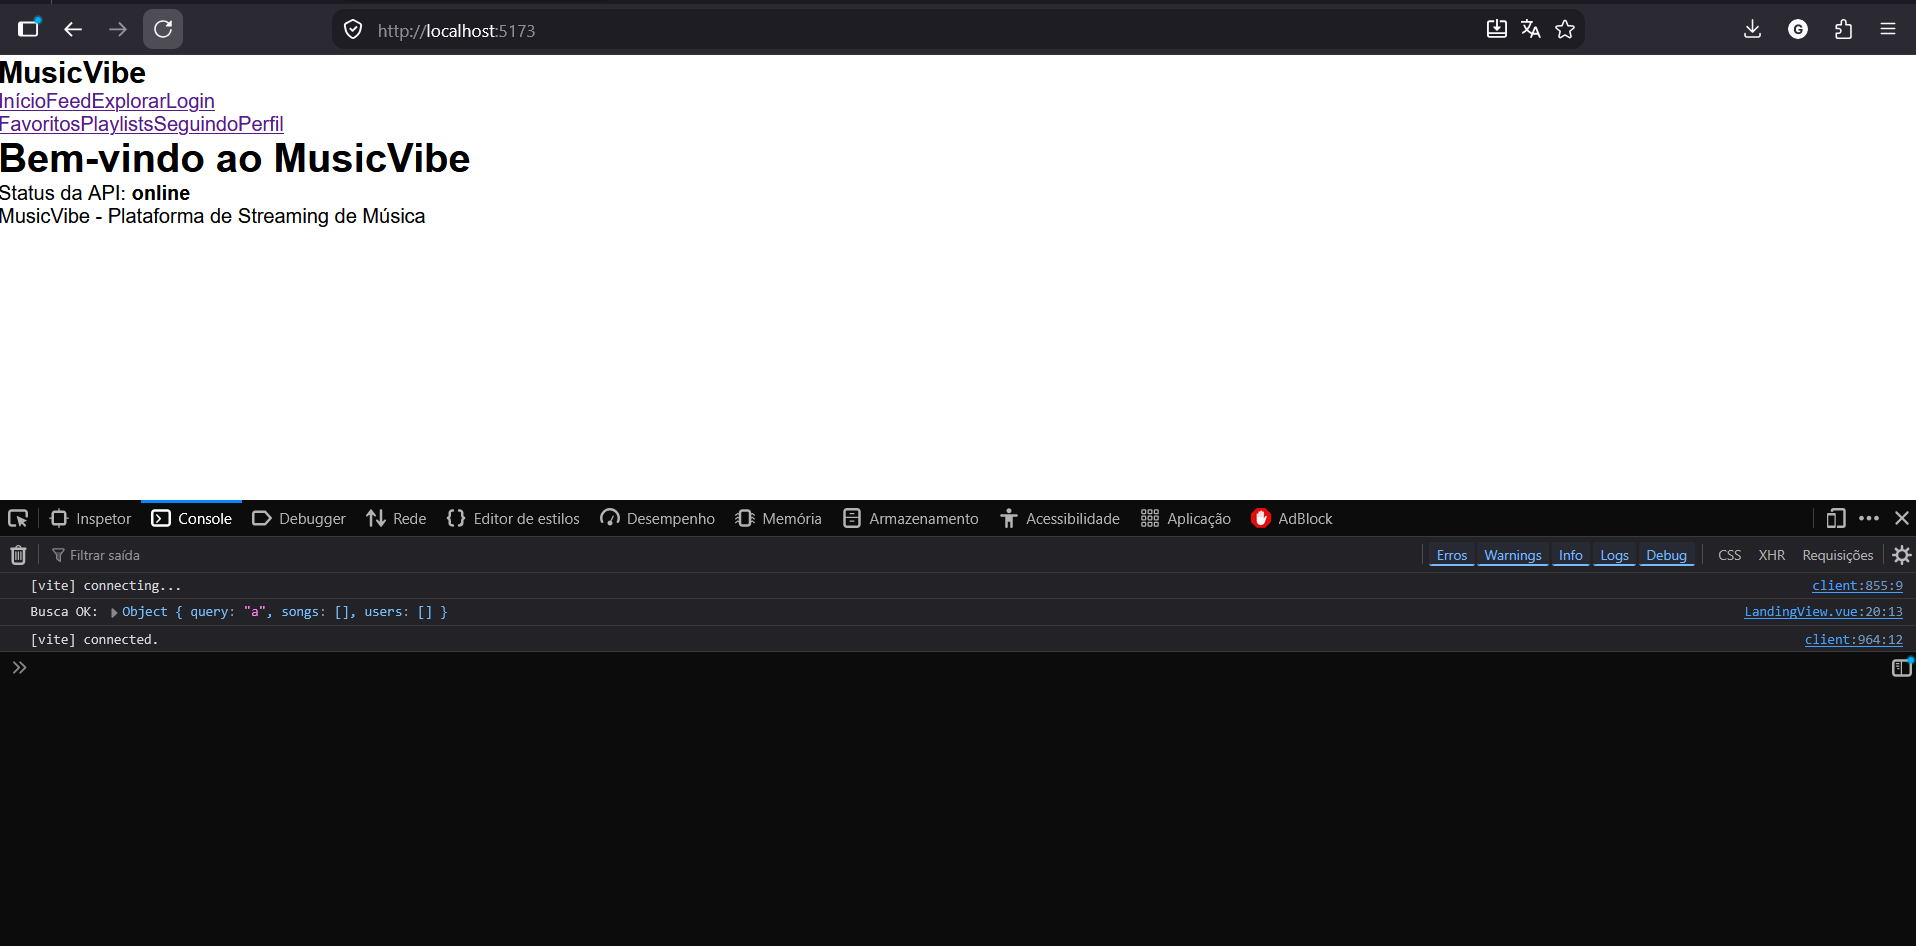 http://localhost:5173
G
MusicVibe
InícioFeedExplorarLogin
FavoritosPlaylistsSeguindoPerfil
Bem-vindo ao MusicVibe
Status da API: online
MusicVibe - Plataforma de Streaming de Música
Inspetor Console Debugger Rede Editor de estilos Desempenho Memória Armazenamento Acessibilidade Aplicação AdBlock
Filtrar saída Erros Warnings Info Logs Debug CSS XHR Requisições
[vite] connecting... client:855:9
Busca OK: Object { query: "a", songs: [], users: [] } LandingView.vue:20:13
[vite] connected. client:964:12